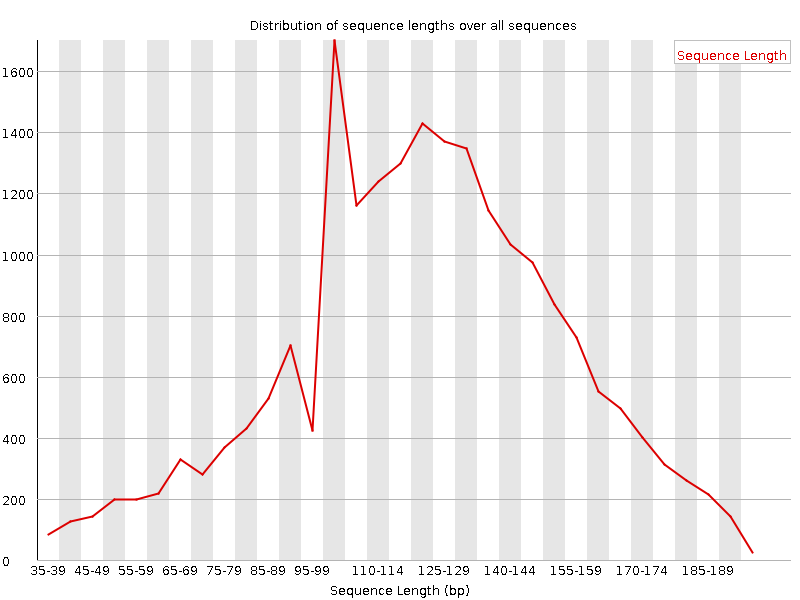 Distribution of sequence lengths over all sequences
Sequence Length
1600
1400
1200
1000
800
600
400
200
0
35-39 45-49 55-59 65-69 75-79 85-89 95-99 110-114 125-129 140-144 155-159 170-174 185-189
Sequence Length (bp)